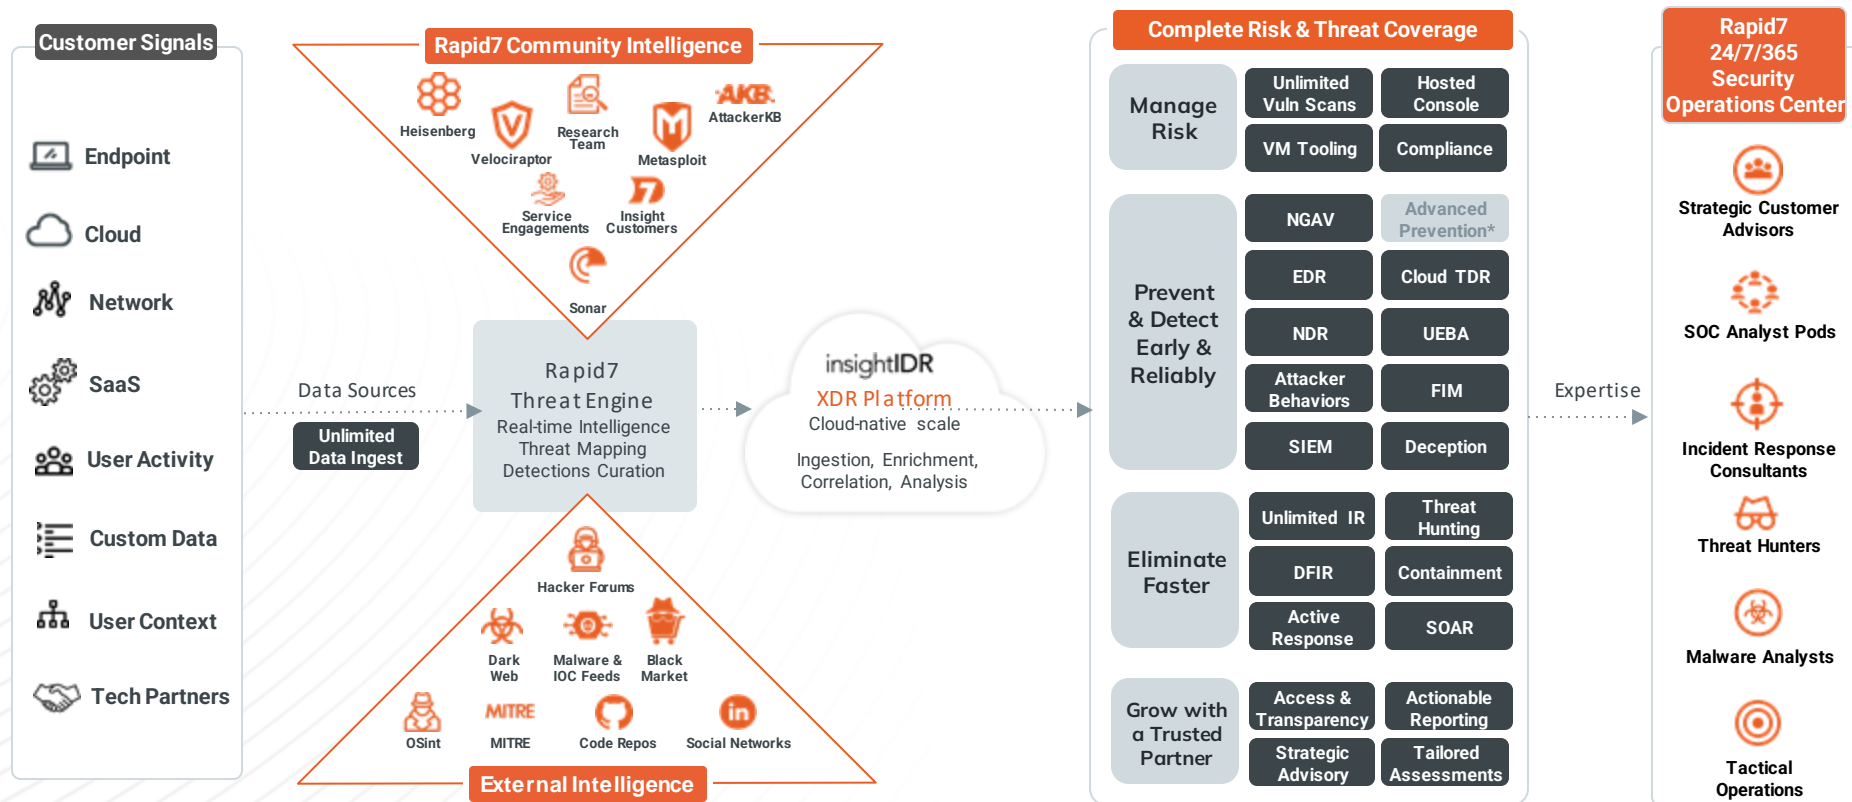 Customer Signals
Endpoint
Cloud
Network
SaaS
User Activity
Custom Data
User Context
Tech Partners
Data Sources
Unlimited
Data Ingest
Rapid7 Community Intelligence
Heisenberg
Velociraptor
Research
Team
Metasploit
AKB
AttackerKB
Service
Engagements
Insight
Customers
Sonar
Rapid7
Threat Engine
Real-time Intelligence
Threat Mapping
Detections Curation
Hacker Forums
Dark
Web
Malware &
IOC Feeds
Black
Market
OSint
MITRE
MITRE
Code Repos
in
Social Networks
External Intelligence
insightIDR
XDR Platform
Cloud-native scale
Ingestion, Enrichment,
Correlation, Analysis
Complete Risk & Threat Coverage
Manage
Risk
Unlimited
Vuln Scans
Hosted
Console
VM Tooling
Compliance
Prevent
& Detect
Early &
Reliably
NGAV
Advanced
Prevention*
EDR
Cloud TDR
NDR
UEBA
Attacker
Behaviors
FIM
SIEM
Deception
Eliminate
Faster
Unlimited IR
Threat
Hunting
DFIR
Containment
Active
Response
SOAR
Grow with
a Trusted
Partner
Access &
Transparency
Actionable
Reporting
Strategic
Advisory
Tailored
Assessments
Expertise
Rapid7
24/7/365
Security
Operations Center
Strategic Customer
Advisors
SOC Analyst Pods
Incident Response
Consultants
Threat Hunters
Malware Analysts
Tactical
Operations